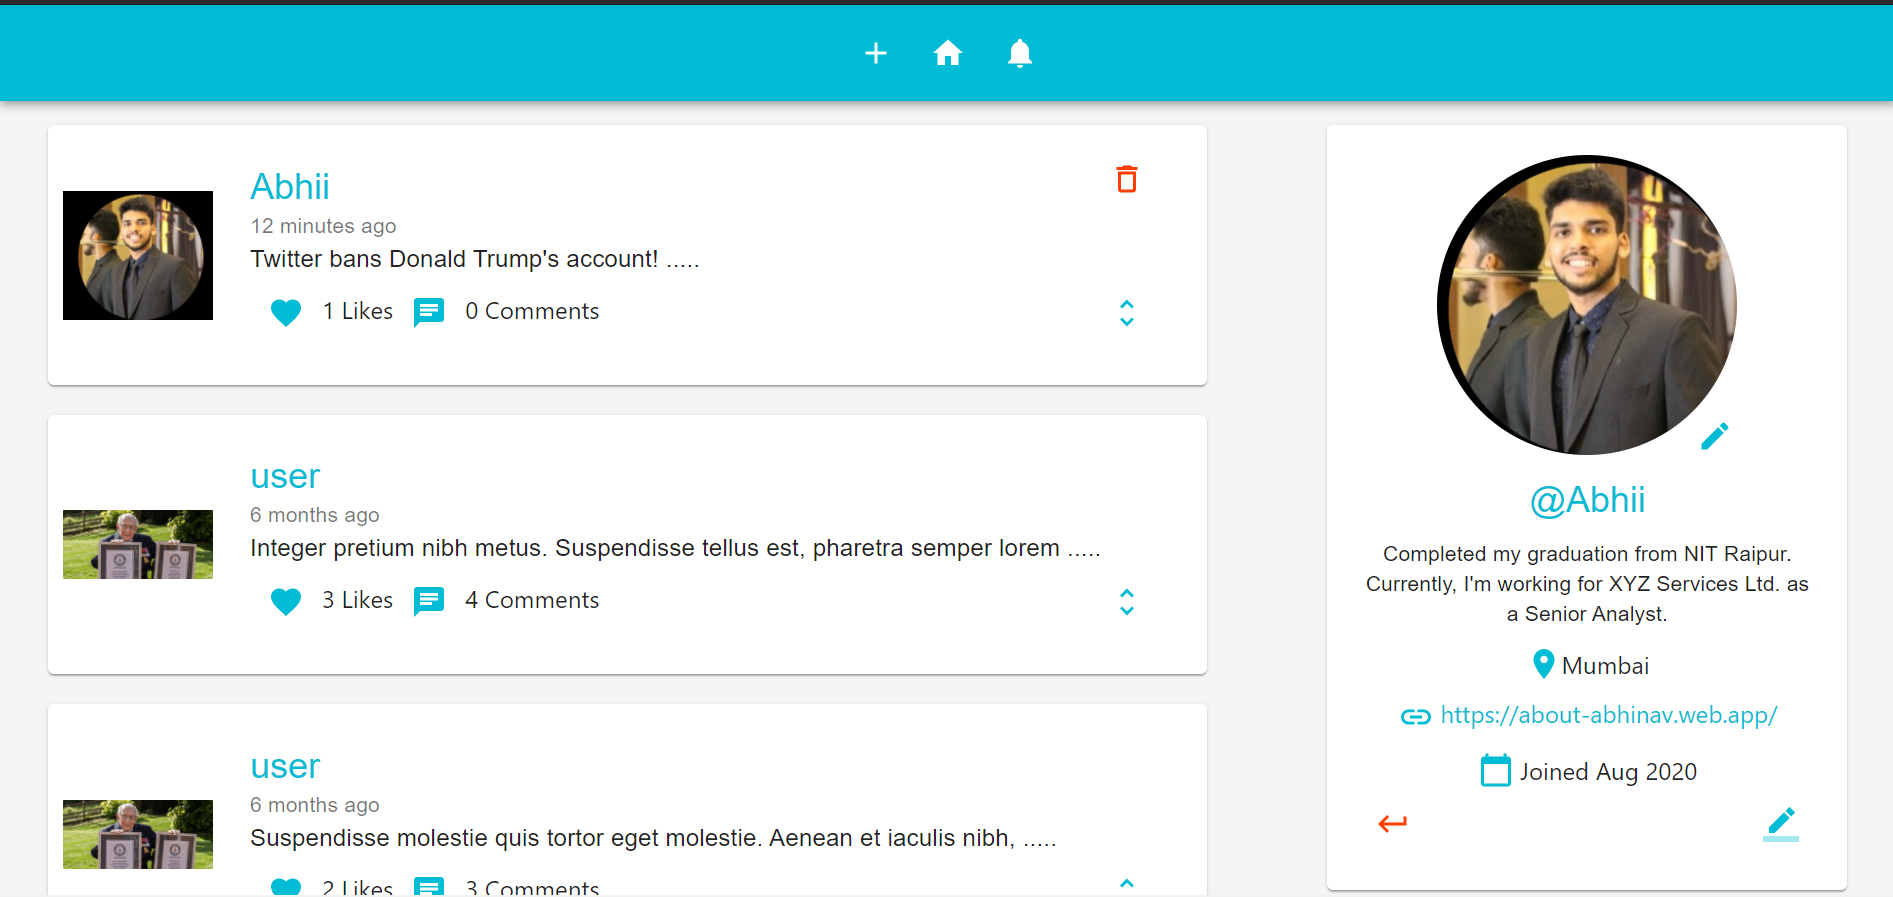 Abhii
12 minutes ago
Twitter bans Donald Trump's account! .....
1 Likes 0 Comments
user
6 months ago
Integer pretium nibh metus. Suspendisse tellus est, pharetra semper lorem .....
3 Likes 4 Comments
user
6 months ago
Suspendisse molestie quis tortor eget molestie. Aenean et iaculis nibh, .....
2 Likes 3 Comments
@Abhii
Completed my graduation from NIT Raipur.
Currently, I'm working for XYZ Services Ltd. as
a Senior Analyst.
Mumbai
https://about-abhinav.web.app/
Joined Aug 2020